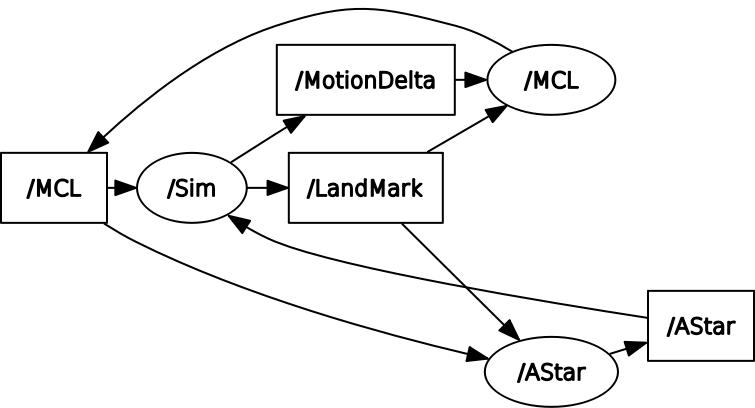 /MotionDelta
/MCL
/MCL
/Sim
/LandMark
/AStar
/AStar